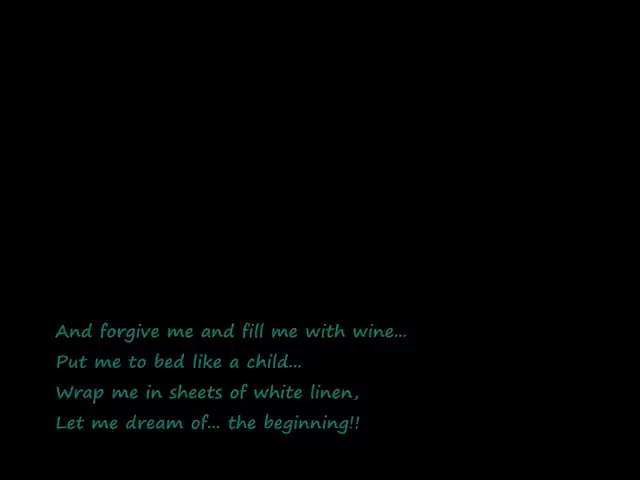 And forgive me and fill me with wine...
Put me to bed like a child...
Wrap me in sheets of white linen,
Let me dream of... the beginning!!